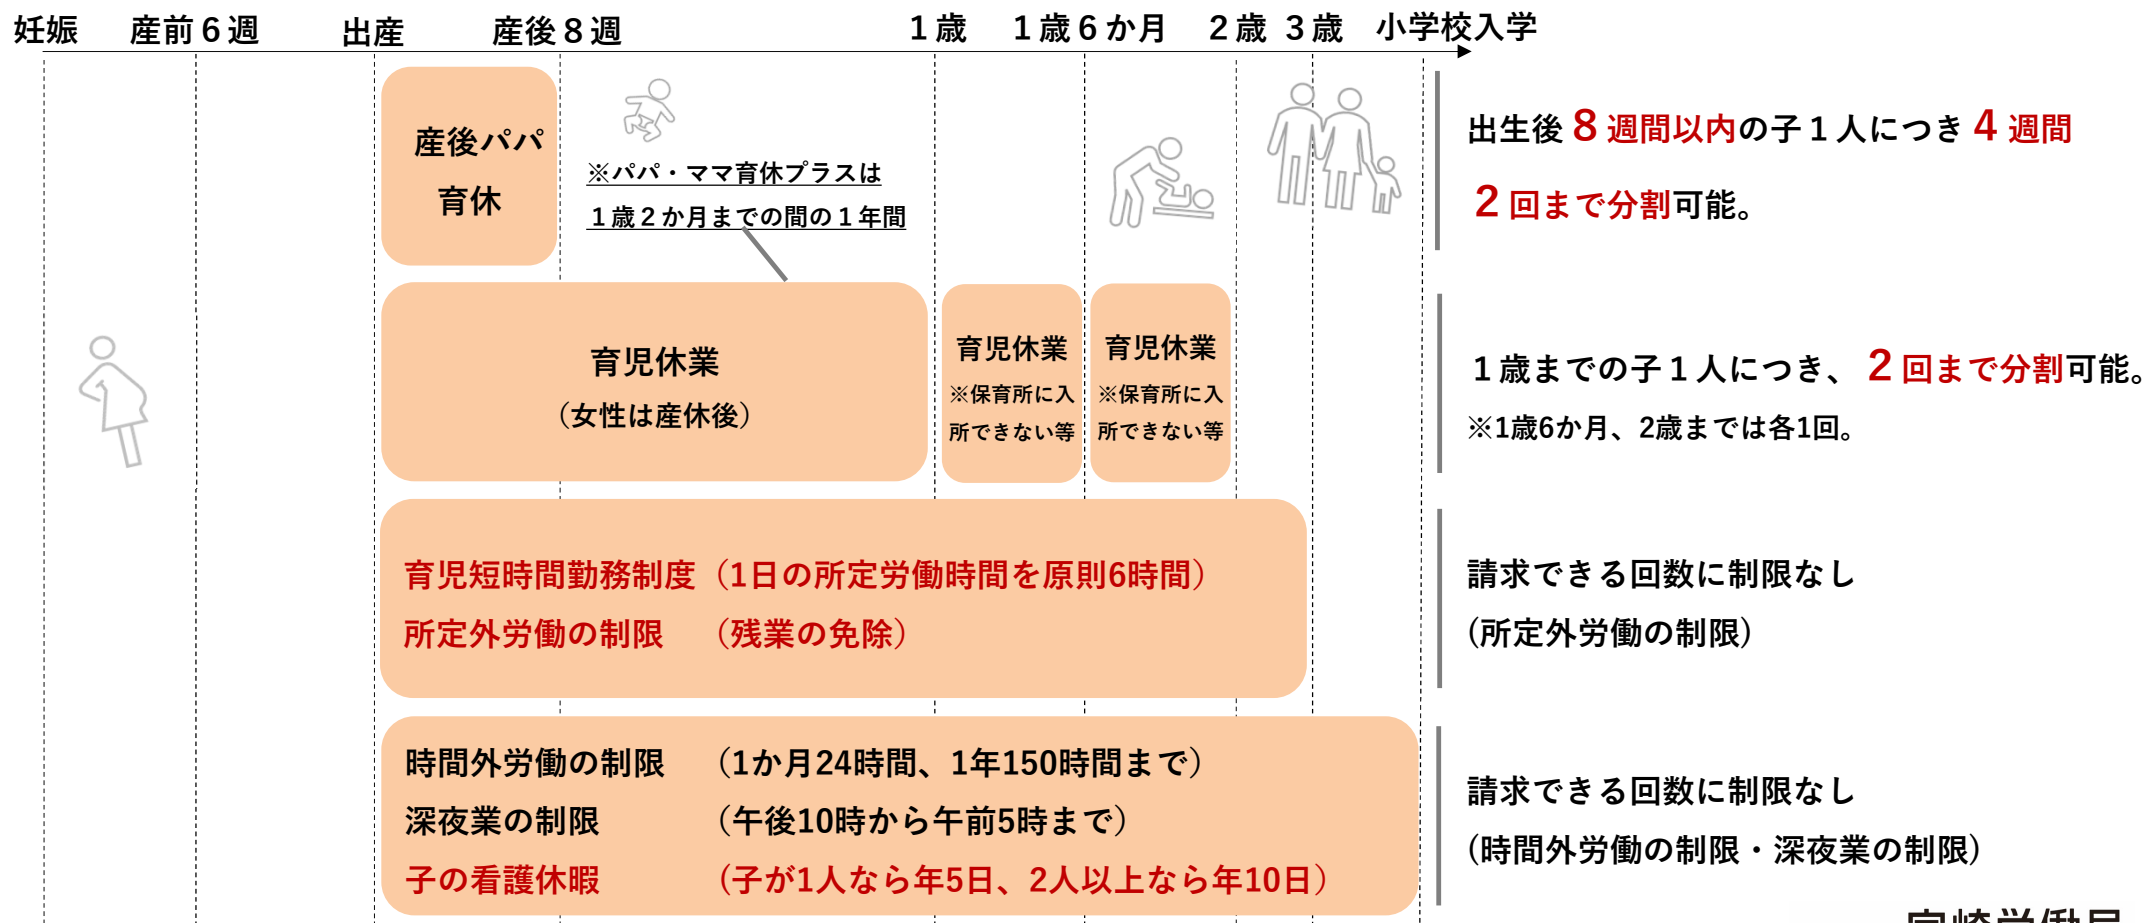 妊娠 産前６週 出産 産後８週 １歳 １歳６か月 ２歳 ３歳 小学校入学
産後パパ
育休
※パパ・ママ育休プラスは
１歳２か月までの間の１年間
出生後８週間以内の子１人につき４週間
２回まで分割可能。
育児休業
（女性は産休後）
育児休業
※保育所に入
所できない等
育児休業
※保育所に入
所できない等
１歳までの子１人につき、２回まで分割可能。
※1歳6か月、2歳までは各1回。
育児短時間勤務制度（1日の所定労働時間を原則6時間）
所定外労働の制限 （残業の免除）
請求できる回数に制限なし
(所定外労働の制限)
時間外労働の制限 （1か月24時間、1年150時間まで）
深夜業の制限 （午後10時から午前5時まで）
子の看護休暇 （子が1人なら年5日、2人以上なら年10日）
請求できる回数に制限なし
(時間外労働の制限・深夜業の制限)